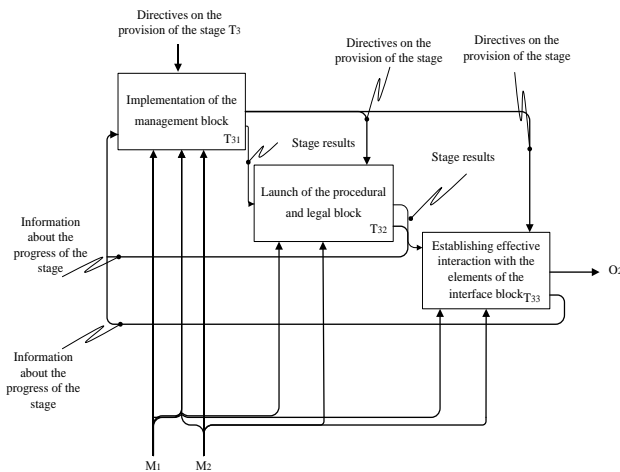 Directives on the
provision of the stage T3
Directives on the
provision of the stage
Directives on the
provision of the stage
Implementation of the
management block
T31
Stage results
Stage results
Launch of the procedural
and legal block
T32
Information
about the
progress of the
stage
Establishing effective
interaction with the
elements of the
interface block
T33
O2
Information
about the
progress of the
stage
M1
M2